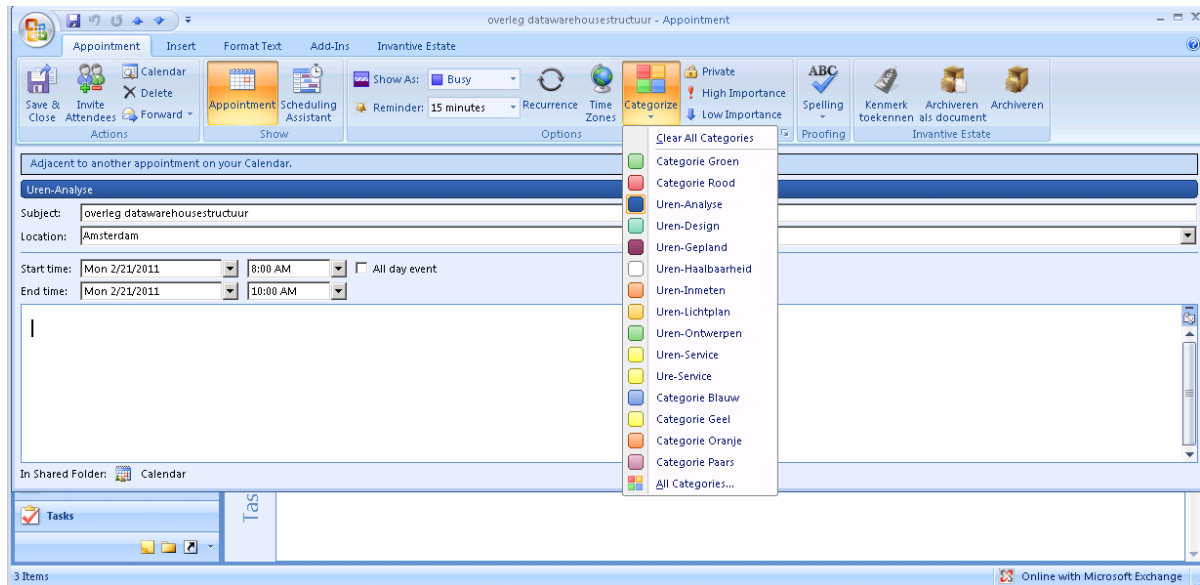 overleg datawarehousestructuur - Appointment
Appointment Insert Format Text Add-Ins Invantive Estate
Save & Close
Invite Attendees
Calendar
Delete
Forward
Actions
Appointment
Scheduling Assistant
Show
Show As: Busy
Reminder: 15 minutes
Recurrence
Time Zones
Categorize
Private
High Importance
Low Importance
Options
ABC
Spelling
Proofing
Kenmerk toekennen
Archiveren als document
Archiveren
Invantive Estate
Adjacent to another appointment on your Calendar.
Uren-Analyse
Subject: overleg datawarehousestructuur
Location: Amsterdam
Start time: Mon 2/21/2011 8:00 AM All day event
End time: Mon 2/21/2011 10:00 AM
Clear All Categories
Categorie Groen
Categorie Rood
Uren-Analyse
Uren-Design
Uren-Gepland
Uren-Haalbaarheid
Uren-Inmeten
Uren-Lichtplan
Uren-Ontwerpen
Uren-Service
Ure-Service
Categorie Blauw
Categorie Geel
Categorie Oranje
Categorie Paars
All Categories...
In Shared Folder: Calendar
Tasks
Tas
3 Items
Online with Microsoft Exchange